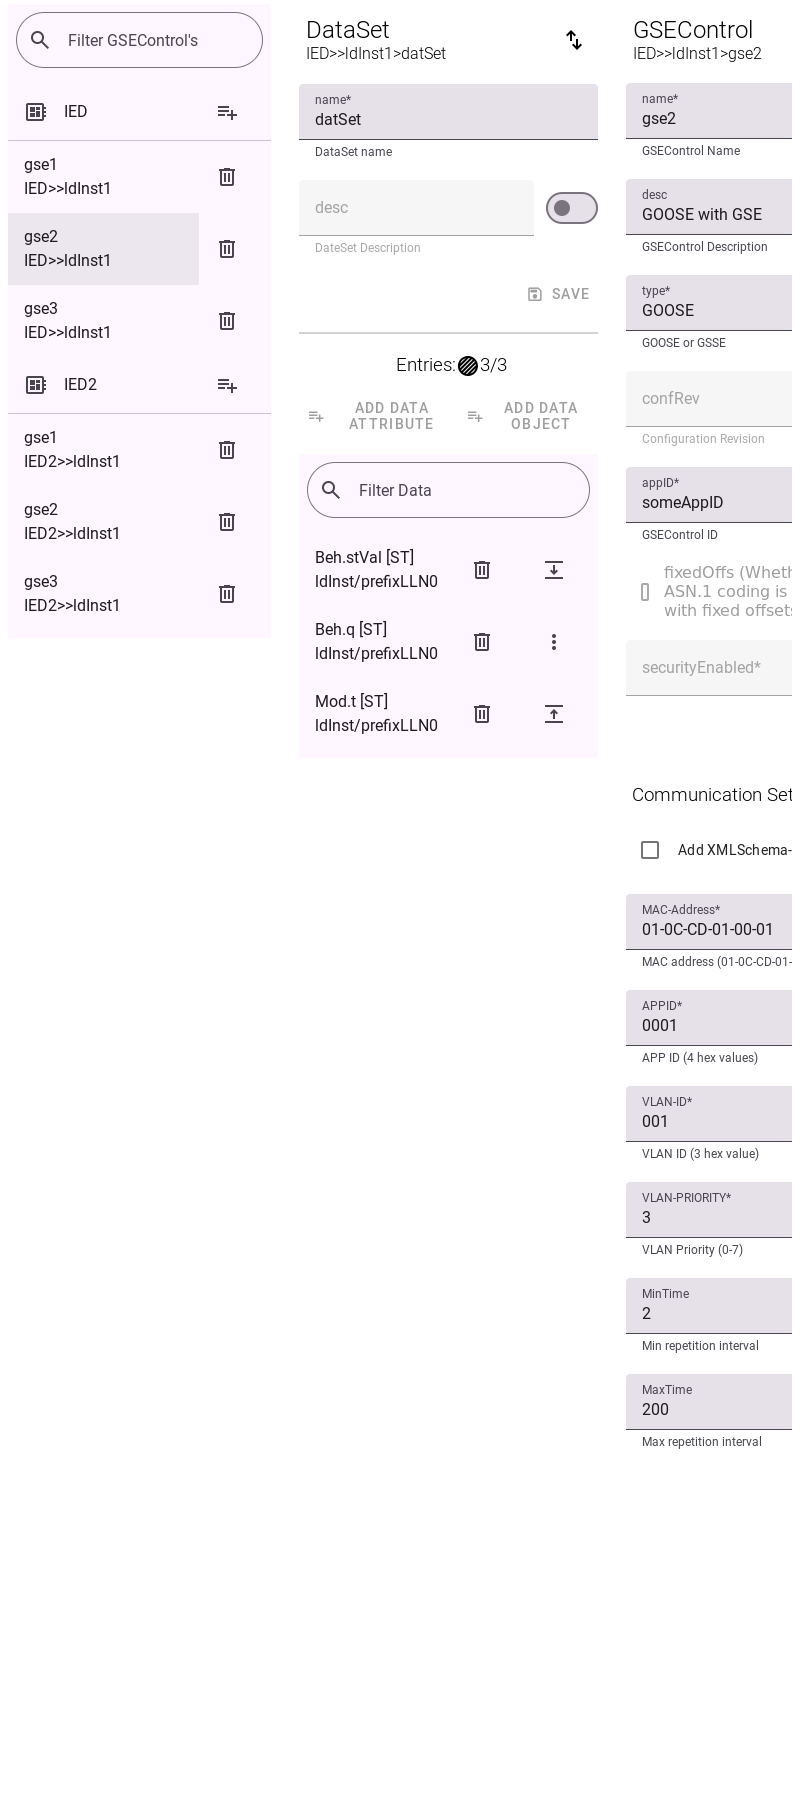 Filter GSEControl's
IED
gse1
IED>>ldInst1
gse2
IED>>ldInst1
gse3
IED>>ldInst1
IED2
gse1
IED2>>ldInst1
gse2
IED2>>ldInst1
gse3
IED2>>ldInst1
DataSet
IED>>ldInst1>datSet
name*
datSet
DataSet name
desc
DateSet Description
SAVE
Entries: 3/3
ADD DATA
ATTRIBUTE
ADD DATA
OBJECT
Filter Data
Beh.stVal [ST]
ldInst/prefixLLN0
Beh.q [ST]
ldInst/prefixLLN0
Mod.t [ST]
ldInst/prefixLLN0
GSEControl
IED>>ldInst1>gse2
name*
gse2
GSEControl Name
desc
GOOSE with GSE
GSEControl Description
type*
GOOSE
GOOSE or GSSE
confRev
Configuration Revision
appID*
someAppID
GSEControl ID
fixedOffs (Wheth
ASN.1 coding is
with fixed offsets
securityEnabled*
Communication Set
Add XMLSchema-
MAC-Address*
01-0C-CD-01-00-01
MAC address (01-0C-CD-01-
APPID*
0001
APP ID (4 hex values)
VLAN-ID*
001
VLAN ID (3 hex value)
VLAN-PRIORITY*
3
VLAN Priority (0-7)
MinTime
2
Min repetition interval
MaxTime
200
Max repetition interval